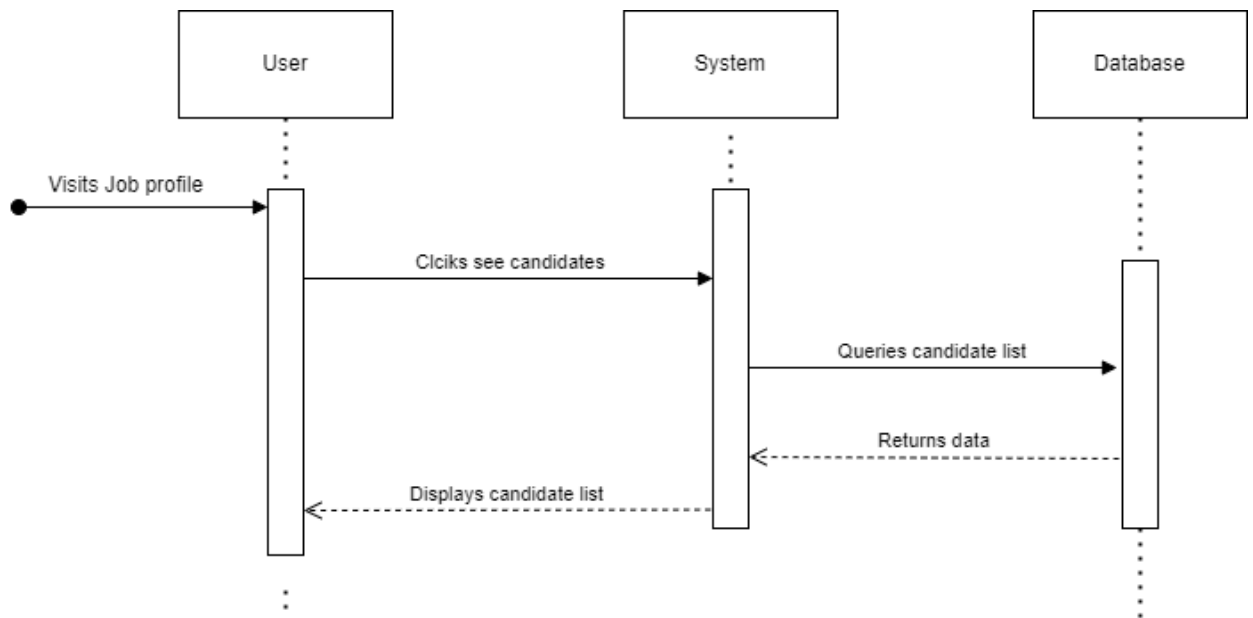 User
System
Database
Visits Job profile
Clciks see candidates
Queries candidate list
Returns data
Displays candidate list